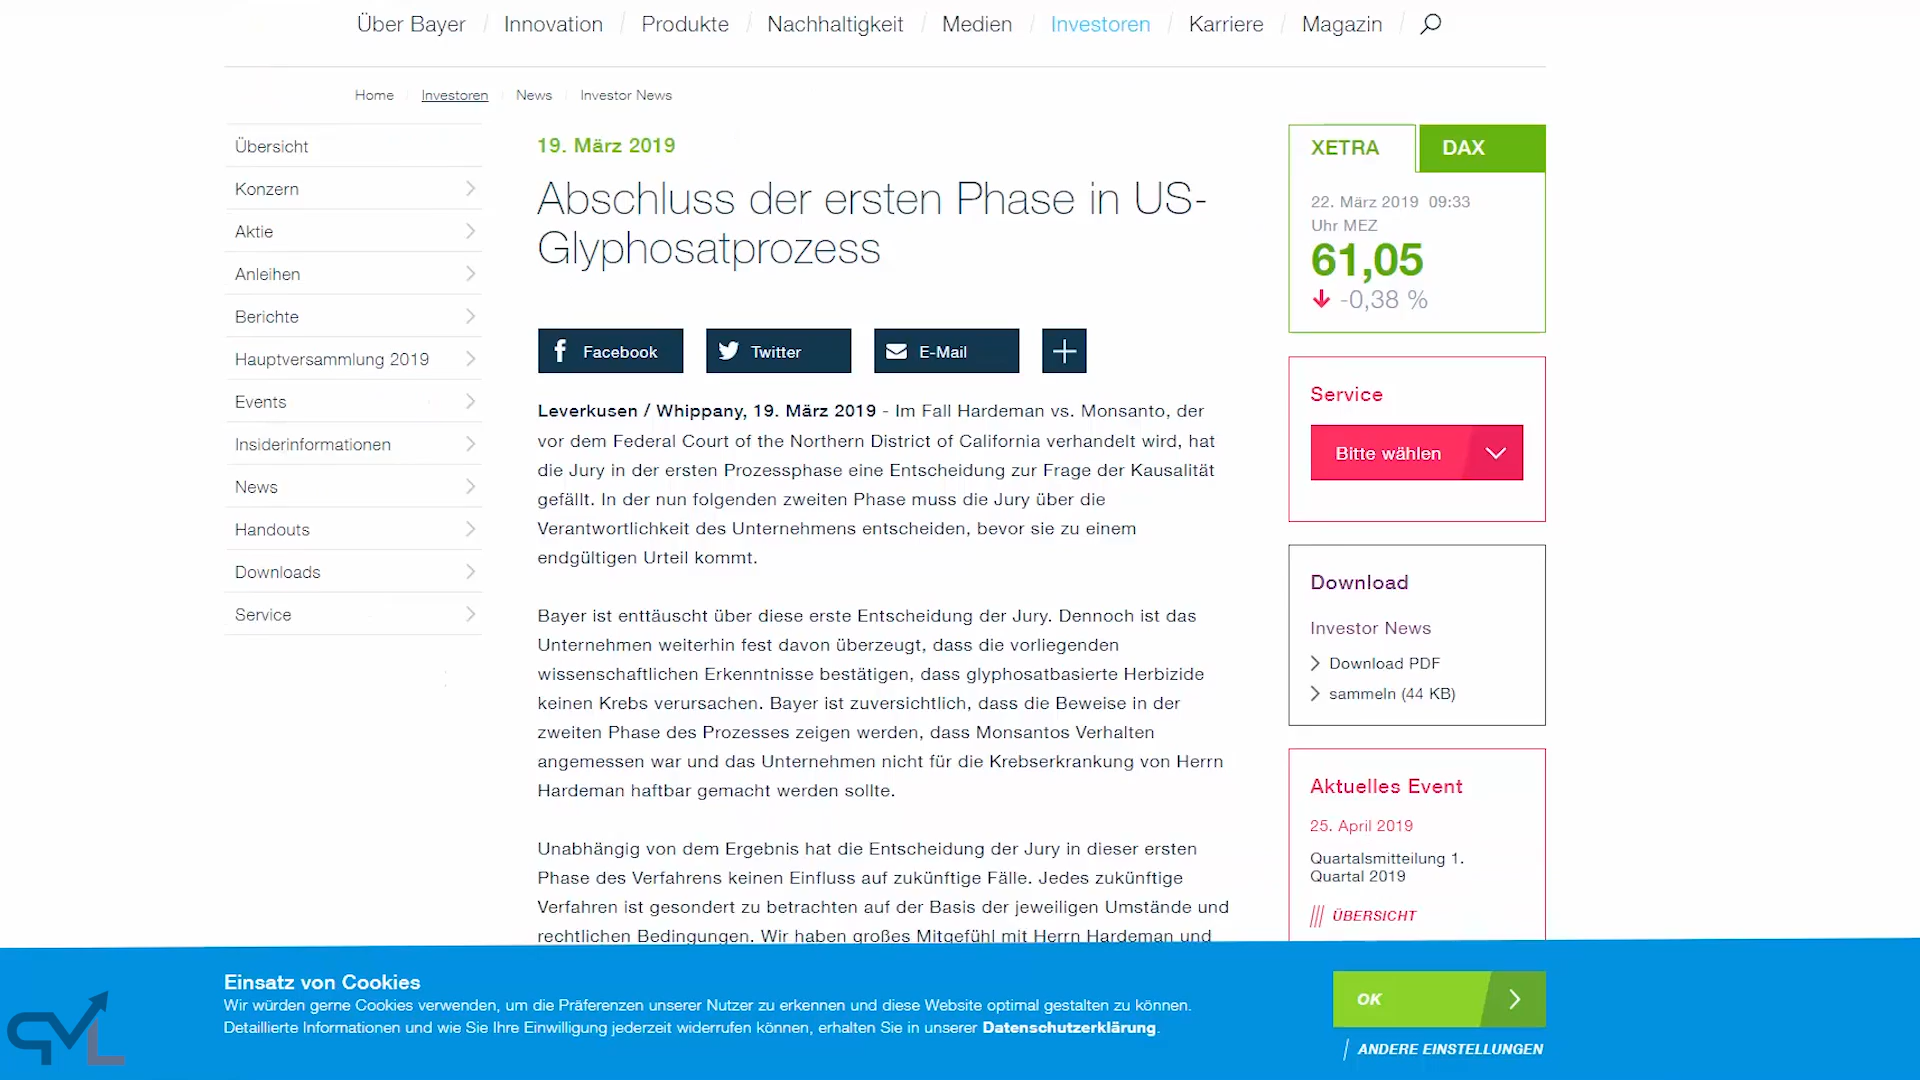 Über Bayer
Innovation
Produkte
Nachhaltigkeit
Medien
Investoren
Karriere
Magazin
Home
Investoren
News
Investor News
Übersicht
Konzern
Aktie
Anleihen
Berichte
Hauptversammlung 2019
Events
Insiderinformationen
News
Handouts
Downloads
Service
19. März 2019
Abschluss der ersten Phase in US-
Glyphosatprozess
Facebook
Twitter
E-Mail
Leverkusen / Whippany, 19. März 2019 - Im Fall Hardeman vs. Monsanto, der
vor dem Federal Court of the Northern District of California verhandelt wird, hat
die Jury in der ersten Prozessphase eine Entscheidung zur Frage der Kausalität
gefällt. In der nun folgenden zweiten Phase muss die Jury über die
Verantwortlichkeit des Unternehmens entscheiden, bevor sie zu einem
endgültigen Urteil kommt.
Bayer ist enttäuscht über diese erste Entscheidung der Jury. Dennoch ist das
Unternehmen weiterhin fest davon überzeugt, dass die vorliegenden
wissenschaftlichen Erkenntnisse bestätigen, dass glyphosatbasierte Herbizide
keinen Krebs verursachen. Bayer ist zuversichtlich, dass die Beweise in der
zweiten Phase des Prozesses zeigen werden, dass Monsantos Verhalten
angemessen war und das Unternehmen nicht für die Krebserkrankung von Herrn
Hardeman haftbar gemacht werden sollte.
Unabhängig von dem Ergebnis hat die Entscheidung der Jury in dieser ersten
Phase des Verfahrens keinen Einfluss auf zukünftige Fälle. Jedes zukünftige
Verfahren ist gesondert zu betrachten auf der Basis der jeweiligen Umstände und
rechtlichen Bedingungen. Wir haben großes Mitgefühl mit Herrn Hardeman und
XETRA
DAX
22. März 2019 09:33
Uhr MEZ
61,05
-0,38 %
Service
Bitte wählen
Download
Investor News
Download PDF
sammeln (44 KB)
Aktuelles Event
25. April 2019
Quartalsmitteilung 1.
Quartal 2019
ÜBERSICHT
Einsatz von Cookies
Wir würden gerne Cookies verwenden, um die Präferenzen unserer Nutzer zu erkennen und diese Website optimal gestalten zu können.
Detaillierte Informationen und wie Sie Ihre Einwilligung jederzeit widerrufen können, erhalten Sie in unserer Datenschutzerklärung.
OK
ANDERE EINSTELLUNGEN